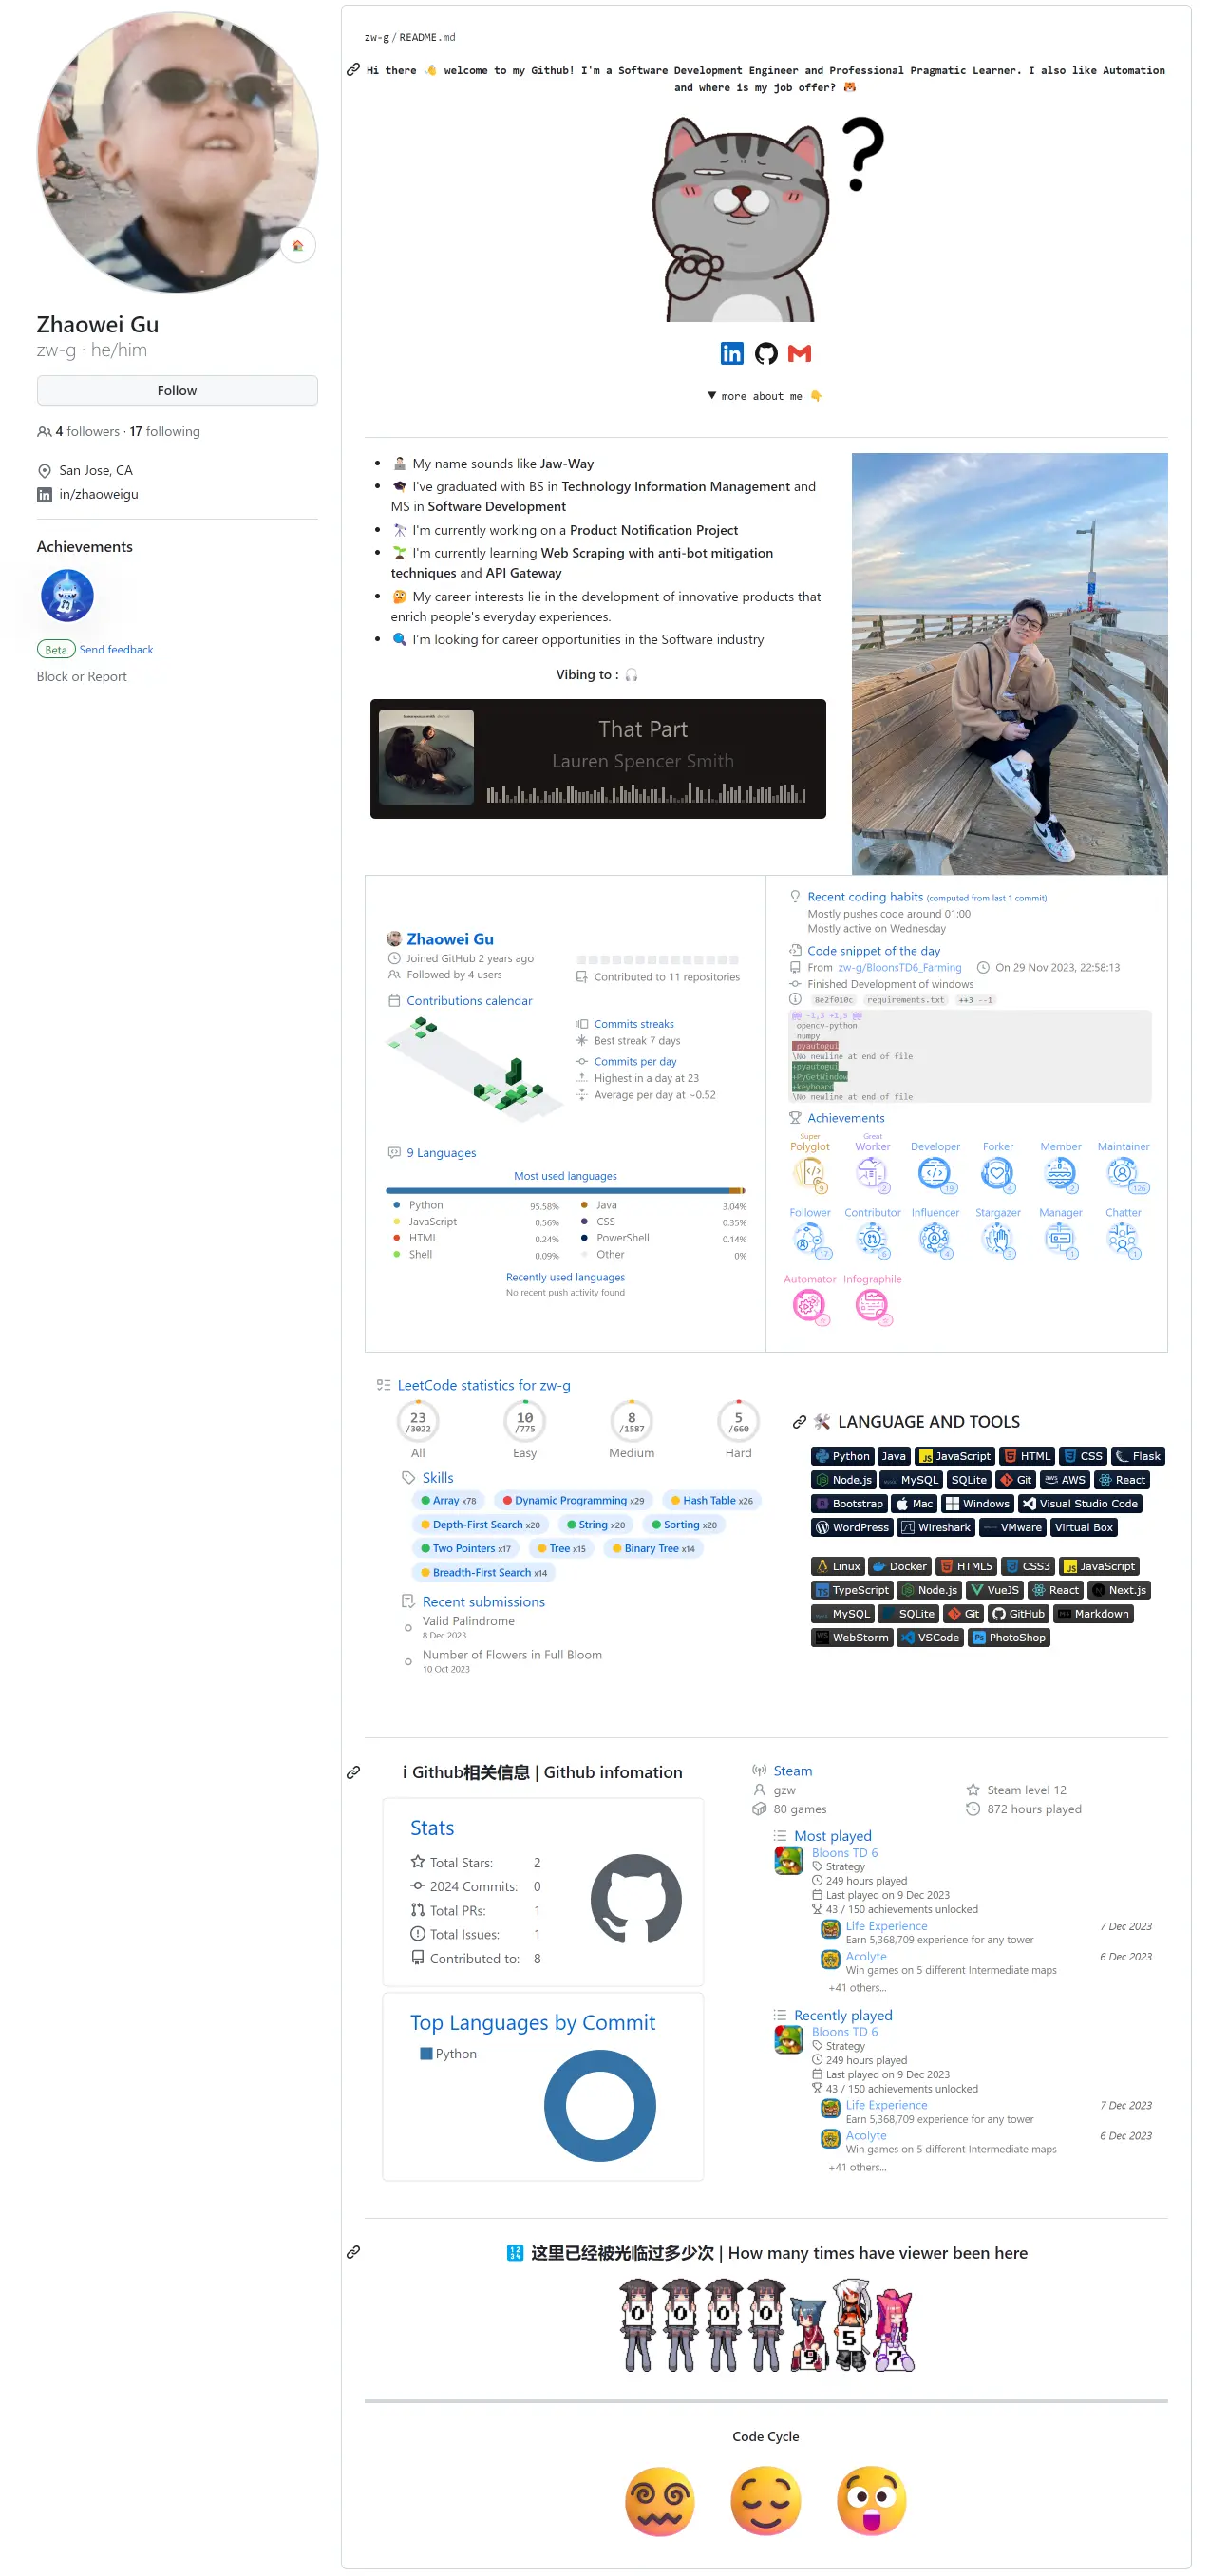 Zhaowei Gu
zw-g · he/him
Follow
4 followers · 17 following
San Jose, CA
in/zhaoweigu
Achievements
Beta Send feedback
Block or Report
zw-g / README.md
Hi there 👋 welcome to my Github! I'm a Software Development Engineer and Professional Pragmatic Learner. I also like Automation
and where is my job offer? 🦊
?
in
▼ more about me 👇
My name sounds like Jaw-Way
I've graduated with BS in Technology Information Management and
MS in Software Development
I'm currently working on a Product Notification Project
I'm currently learning Web Scraping with anti-bot mitigation
techniques and API Gateway
My career interests lie in the development of innovative products that
enrich people's everyday experiences.
I'm looking for career opportunities in the Software industry
Vibing to : 🎧
That Part
Lauren Spencer Smith
Zhaowei Gu
Joined GitHub 2 years ago
Followed by 4 users
Contributed to 11 repositories
Contributions calendar
Commits streaks
Best streak 7 days
Commits per day
Highest in a day at 23
Average per day at ~0.52
9 Languages
Most used languages
Python 95.58% Java 3.04%
JavaScript 0.56% CSS 0.35%
HTML 0.24% PowerShell 0.14%
Shell 0.09% Other 0%
Recently used languages
No recent push activity found
Recent coding habits (computed from last 1 commit)
Mostly pushes code around 01:00
Mostly active on Wednesday
Code snippet of the day
From zw-g/BloonsTD6_Farming On 29 Nov 2023, 22:58:13
Finished Development of windows
8e2f010c requirements.txt ++3 --1
@@ -1,3 +1,5 @@
opencv-python
numpy
-pyautogui
\No newline at end of file
+pyautogui
+PyGetWindow
+keyboard
\No newline at end of file
Achievements
Super Great
Polyglot Worker Developer Forker Member Maintainer
9 2 19 4 2 126
Follower Contributor Influencer Stargazer Manager Chatter
17 6 4 3 1 1
Automator Infographile
LeetCode statistics for zw-g
23 10 8 5
/3022 /775 /1587 /660
All Easy Medium Hard
Skills
Array x78 Dynamic Programming x29 Hash Table x26
Depth-First Search x20 String x20 Sorting x20
Two Pointers x17 Tree x15 Binary Tree x14
Breadth-First Search x14
Recent submissions
Valid Palindrome
8 Dec 2023
Number of Flowers in Full Bloom
10 Oct 2023
🛠 LANGUAGE AND TOOLS
Python Java JavaScript HTML CSS Flask
Node.js MySQL SQLite Git AWS React
Bootstrap Mac Windows Visual Studio Code
WordPress Wireshark VMware Virtual Box
Linux Docker HTML5 CSS3 JavaScript
TypeScript Node.js VueJS React Next.js
MySQL SQLite Git GitHub Markdown
WebStorm VSCode PhotoShop
ℹ Github相关信息 | Github infomation
Stats
Total Stars: 2
2024 Commits: 0
Total PRs: 1
Total Issues: 1
Contributed to: 8
Top Languages by Commit
Python
Steam
gzw Steam level 12
80 games 872 hours played
Most played
Bloons TD 6
Strategy
249 hours played
Last played on 9 Dec 2023
43 / 150 achievements unlocked
Life Experience 7 Dec 2023
Earn 5,368,709 experience for any tower
Acolyte 6 Dec 2023
Win games on 5 different Intermediate maps
+41 others...
Recently played
Bloons TD 6
Strategy
249 hours played
Last played on 9 Dec 2023
43 / 150 achievements unlocked
Life Experience 7 Dec 2023
Earn 5,368,709 experience for any tower
Acolyte 6 Dec 2023
Win games on 5 different Intermediate maps
+41 others...
🔢 这里已经被光临过多少次 | How many times have viewer been here
0 0 0 0 9 5 7
Code Cycle